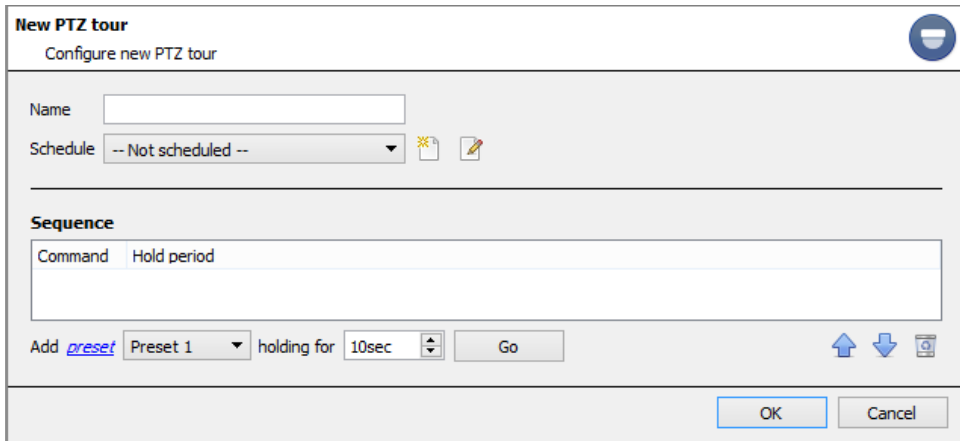 New PTZ tour
Configure new PTZ tour
Name
Schedule -- Not scheduled --
Sequence
Command Hold period
Add preset Preset 1 holding for 10sec Go
OK Cancel